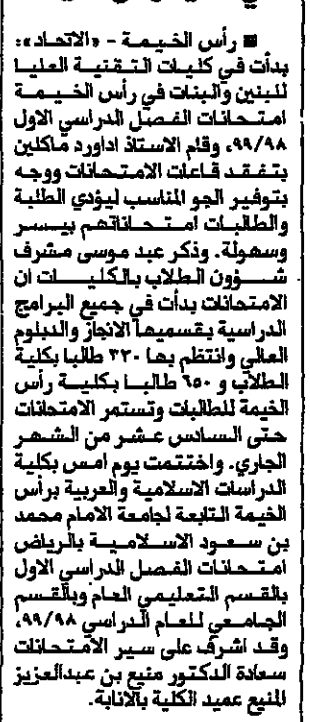 ■ رأس الخيمة - «الاتحاد»:
بدأت في كليات التقنية العليا
للبنين والبنات في رأس الخيمة
امتحانات الفصل الدراسي الاول
٩٩/٩٨، وقام الاستاذ ادوارد ماكلين
بتفقد قاعات الامتحانات ووجه
بتوفير الجو المناسب ليؤدي الطلبة
والطالبات امتحاناتهم بيسر
وسهولة. وذكر عبد موسى مشرف
شؤون الطلاب بالكليات ان
الامتحانات بدأت في جميع البرامج
الدراسية بقسميها الانجاز والدبلوم
العالي وانتظم بها ٣٣٠ طالبا بكلية
الطلاب و ٦٥٠ طالبا بكلية رأس
الخيمة للطالبات وتستمر الامتحانات
حتى السادس عشر من الشهر
الجاري. واختتمت يوم امس بكلية
الدراسات الاسلامية والعربية برأس
الخيمة التابعة لجامعة الامام محمد
بن سعود الاسلامية بالرياض
امتحانات الفصل الدراسي الاول
بالقسم التعليمي العام وبالقسم
الجامعي للعام الدراسي ٩٩/٩٨،
وقد اشرف على سير الامتحانات
سعادة الدكتور منيع بن عبدالعزيز
المنيع عميد الكلية بالانابة.